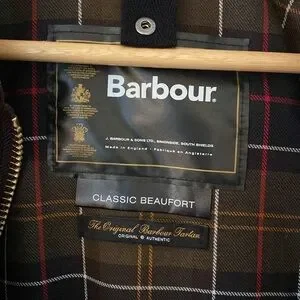 Barbour
J. BARBOUR & SONS LTD., SIMONSIDE, SOUTH SHIELDS
Made in England · Fabriqué en Angleterre
CLASSIC BEAUFORT
The Original Barbour Tartan
ORIGINAL & AUTHENTIC